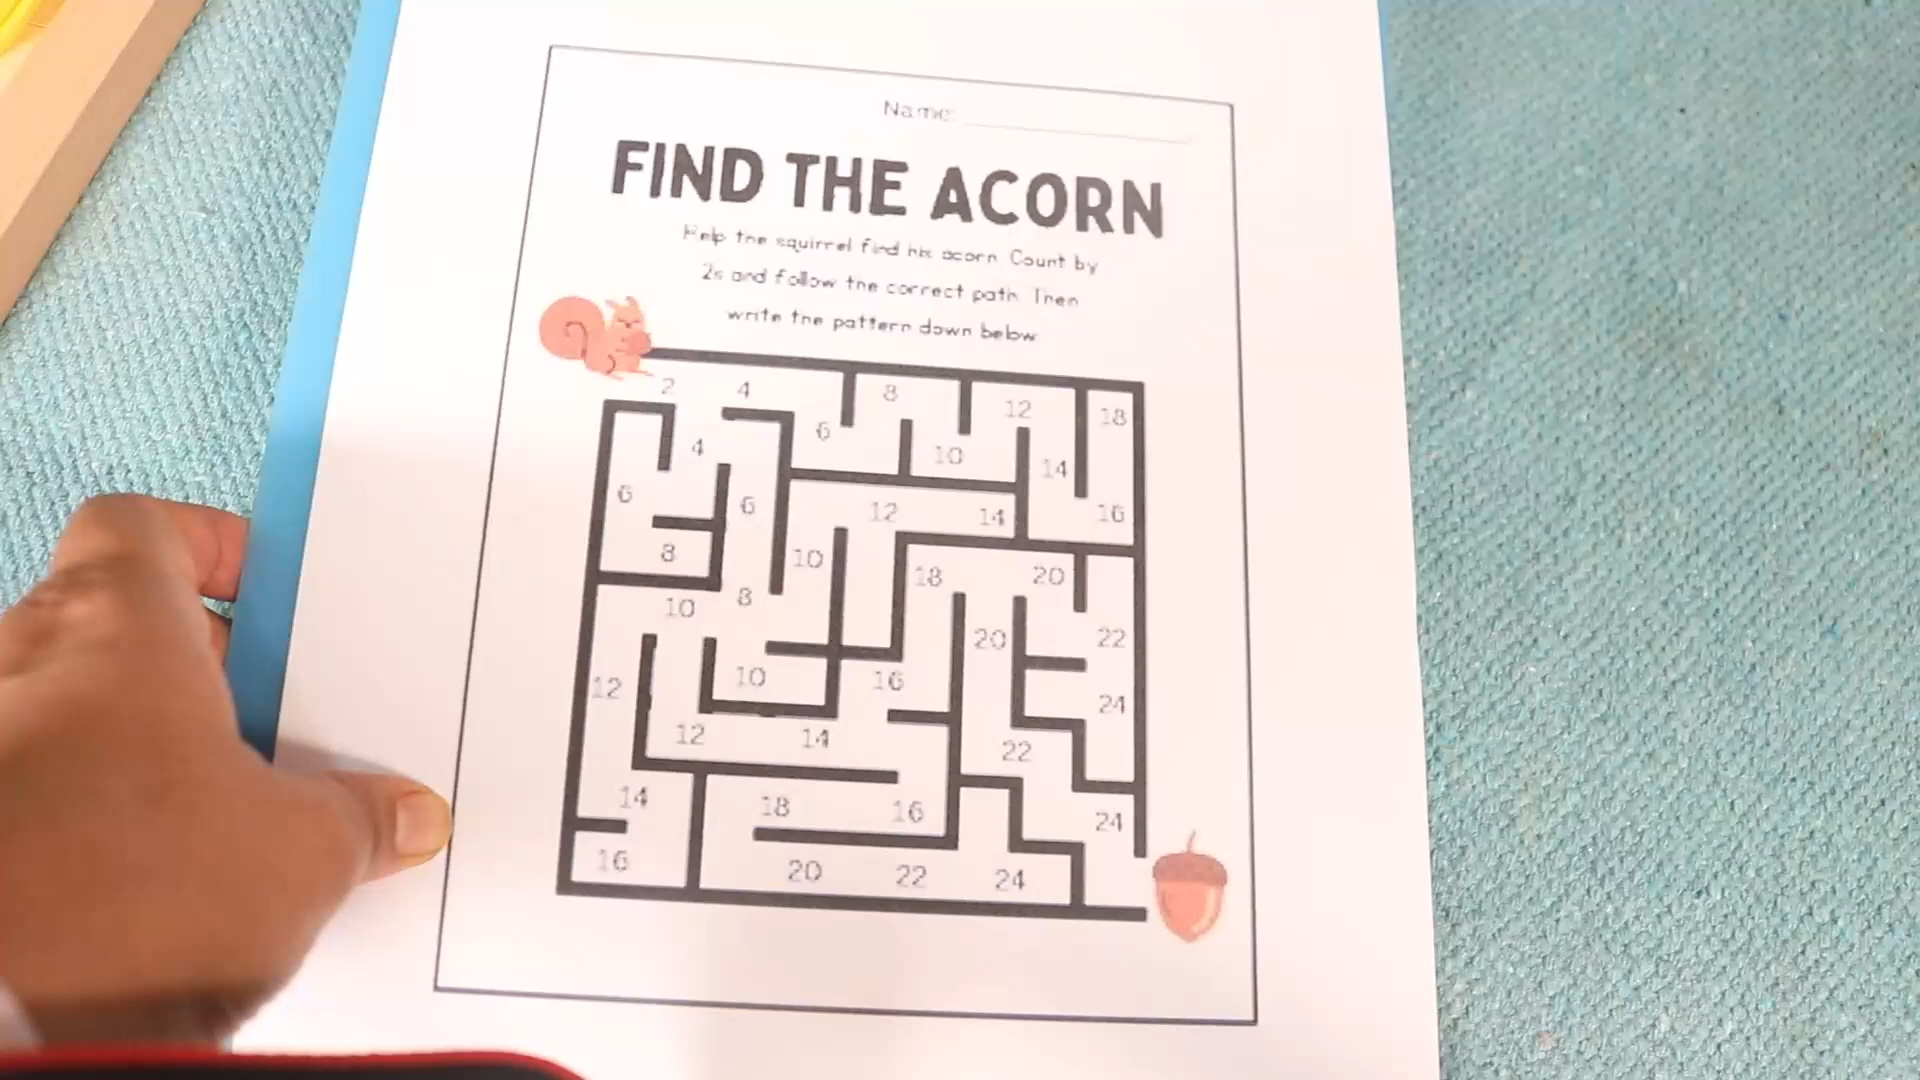 Name:
FIND THE ACORN
Help the squirrel find his acorn. Count by
2s and follow the correct path. Then
write the pattern down below.
2 4 8 12 18
4 6 10 14
6 6 12 14 16
8 10 18 20
10 8 20 22
12 10 16 24
12 14 22
14 18 16 24
16 20 22 24